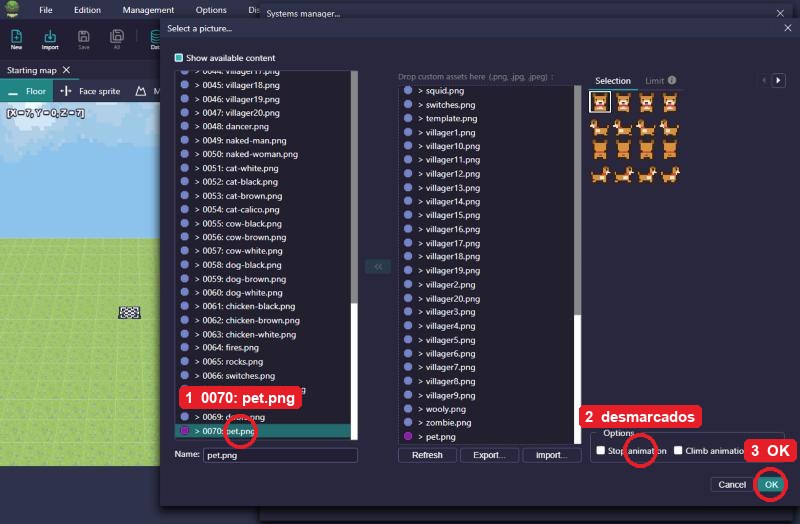 File Edition Management Options
Systems manager...
Select a picture...
New Import Save All
Show available content
Starting map
Floor Face sprite
[X=7, Y=0, Z=7]
> 0045: villager18.png
> 0046: villager19.png
> 0047: villager20.png
> 0048: dancer.png
> 0049: naked-man.png
> 0050: naked-woman.png
> 0051: cat-white.png
> 0052: cat-black.png
> 0053: cat-brown.png
> 0054: cat-calico.png
> 0055: cow-black.png
> 0056: cow-brown.png
> 0057: cow-white.png
> 0058: dog-black.png
> 0059: dog-brown.png
> 0060: dog-white.png
> 0061: chicken-black.png
> 0062: chicken-brown.png
> 0063: chicken-white.png
> 0064: fires.png
> 0065: rocks.png
> 0066: switches.png
1 0070: pet.png
> 0070: pet.png
Name: pet.png
Drop custom assets here (.png, .jpg, .jpeg) :
> squid.png
> switches.png
> template.png
> villager1.png
> villager10.png
> villager11.png
> villager12.png
> villager13.png
> villager14.png
> villager15.png
> villager16.png
> villager17.png
> villager18.png
> villager19.png
> villager2.png
> villager20.png
> villager3.png
> villager4.png
> villager5.png
> villager6.png
> villager7.png
> villager8.png
> villager9.png
> wooly.png
> zombie.png
> pet.png
Refresh Export... Import...
Selection Limit
2 desmarcados
Options
Stop animation Climb animatio
3 OK
Cancel OK